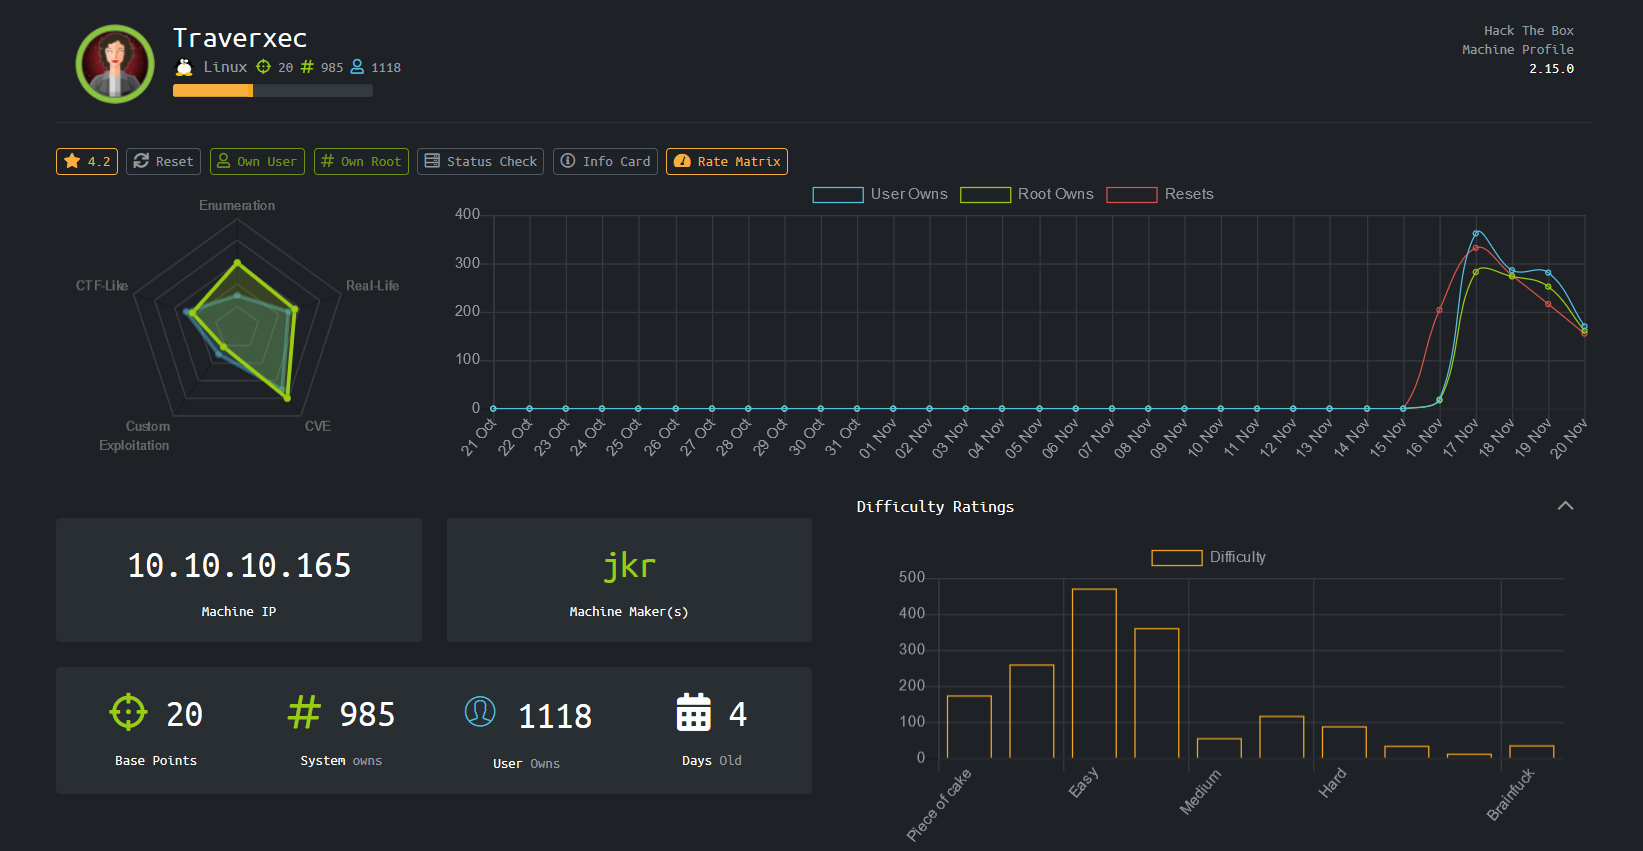 Traverxec
Linux 20 985 1118
Hack The Box
Machine Profile
2.15.0
4.2
Reset
Own User
Own Root
Status Check
Info Card
Rate Matrix
Enumeration
CTF-Like
Real-Life
Custom
Exploitation
CVE
User Owns
Root Owns
Resets
400
300
200
100
0
21 Oct
22 Oct
23 Oct
24 Oct
25 Oct
26 Oct
27 Oct
28 Oct
29 Oct
30 Oct
31 Oct
01 Nov
02 Nov
03 Nov
04 Nov
05 Nov
06 Nov
07 Nov
08 Nov
09 Nov
10 Nov
11 Nov
12 Nov
13 Nov
14 Nov
15 Nov
16 Nov
17 Nov
18 Nov
19 Nov
20 Nov
10.10.10.165
Machine IP
jkr
Machine Maker(s)
20
Base Points
985
System owns
1118
User Owns
4
Days Old
Difficulty Ratings
Difficulty
500
400
300
200
100
0
Piece of cake
Easy
Medium
Hard
Brainfuck